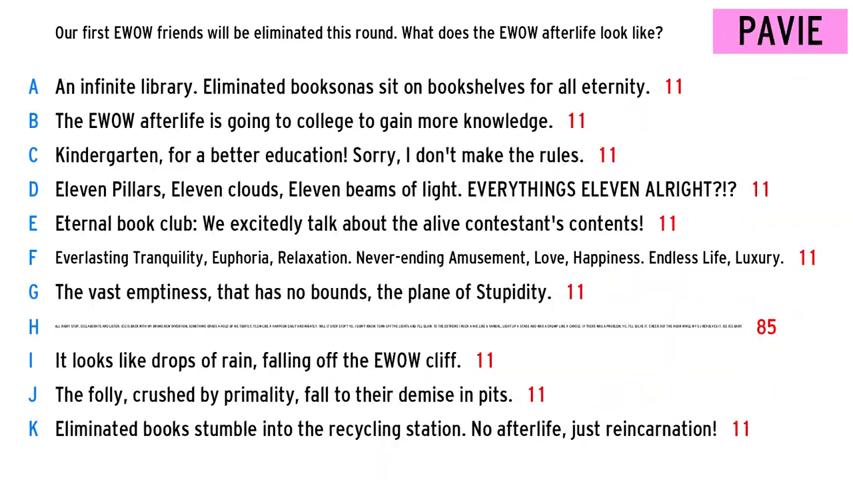 Our first EWOW friends will be eliminated this round. What does the EWOW afterlife look like?
PAVIE
A An infinite library. Eliminated booksonas sit on bookshelves for all eternity. 11
B The EWOW afterlife is going to college to gain more knowledge. 11
C Kindergarten, for a better education! Sorry, I don't make the rules. 11
D Eleven Pillars, Eleven clouds, Eleven beams of light. EVERYTHINGS ELEVEN ALRIGHT?!? 11
E Eternal book club: We excitedly talk about the alive contestant's contents! 11
F Everlasting Tranquility, Euphoria, Relaxation. Never-ending Amusement, Love, Happiness. Endless Life, Luxury. 11
G The vast emptiness, that has no bounds, the plane of Stupidity. 11
H 85
I It looks like drops of rain, falling off the EWOW cliff. 11
J The folly, crushed by primality, fall to their demise in pits. 11
K Eliminated books stumble into the recycling station. No afterlife, just reincarnation! 11